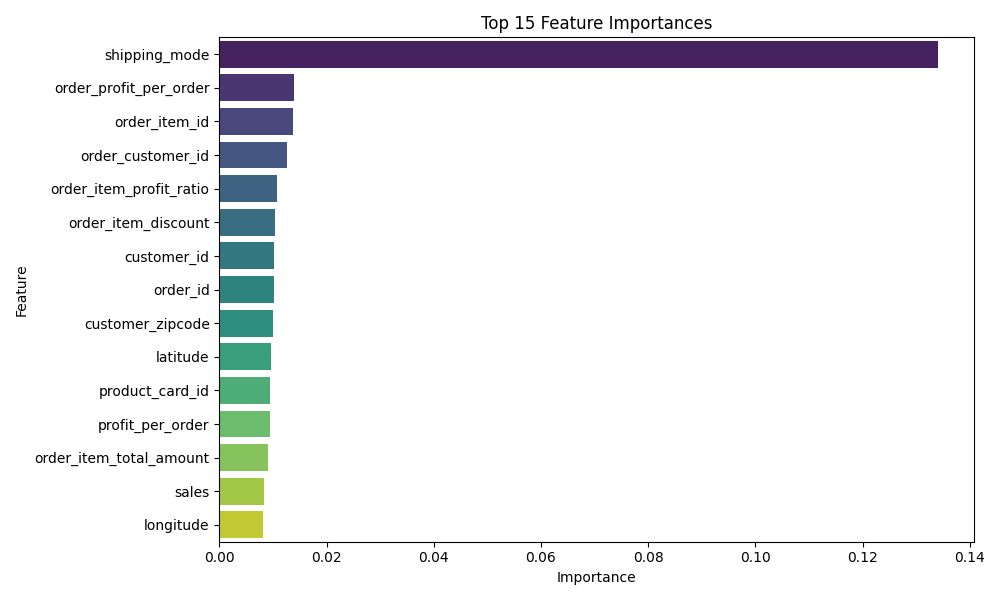 Top 15 Feature Importances
Feature
shipping_mode
order_profit_per_order
order_item_id
order_customer_id
order_item_profit_ratio
order_item_discount
customer_id
order_id
customer_zipcode
latitude
product_card_id
profit_per_order
order_item_total_amount
sales
longitude
0.00 0.02 0.04 0.06 0.08 0.10 0.12 0.14
Importance